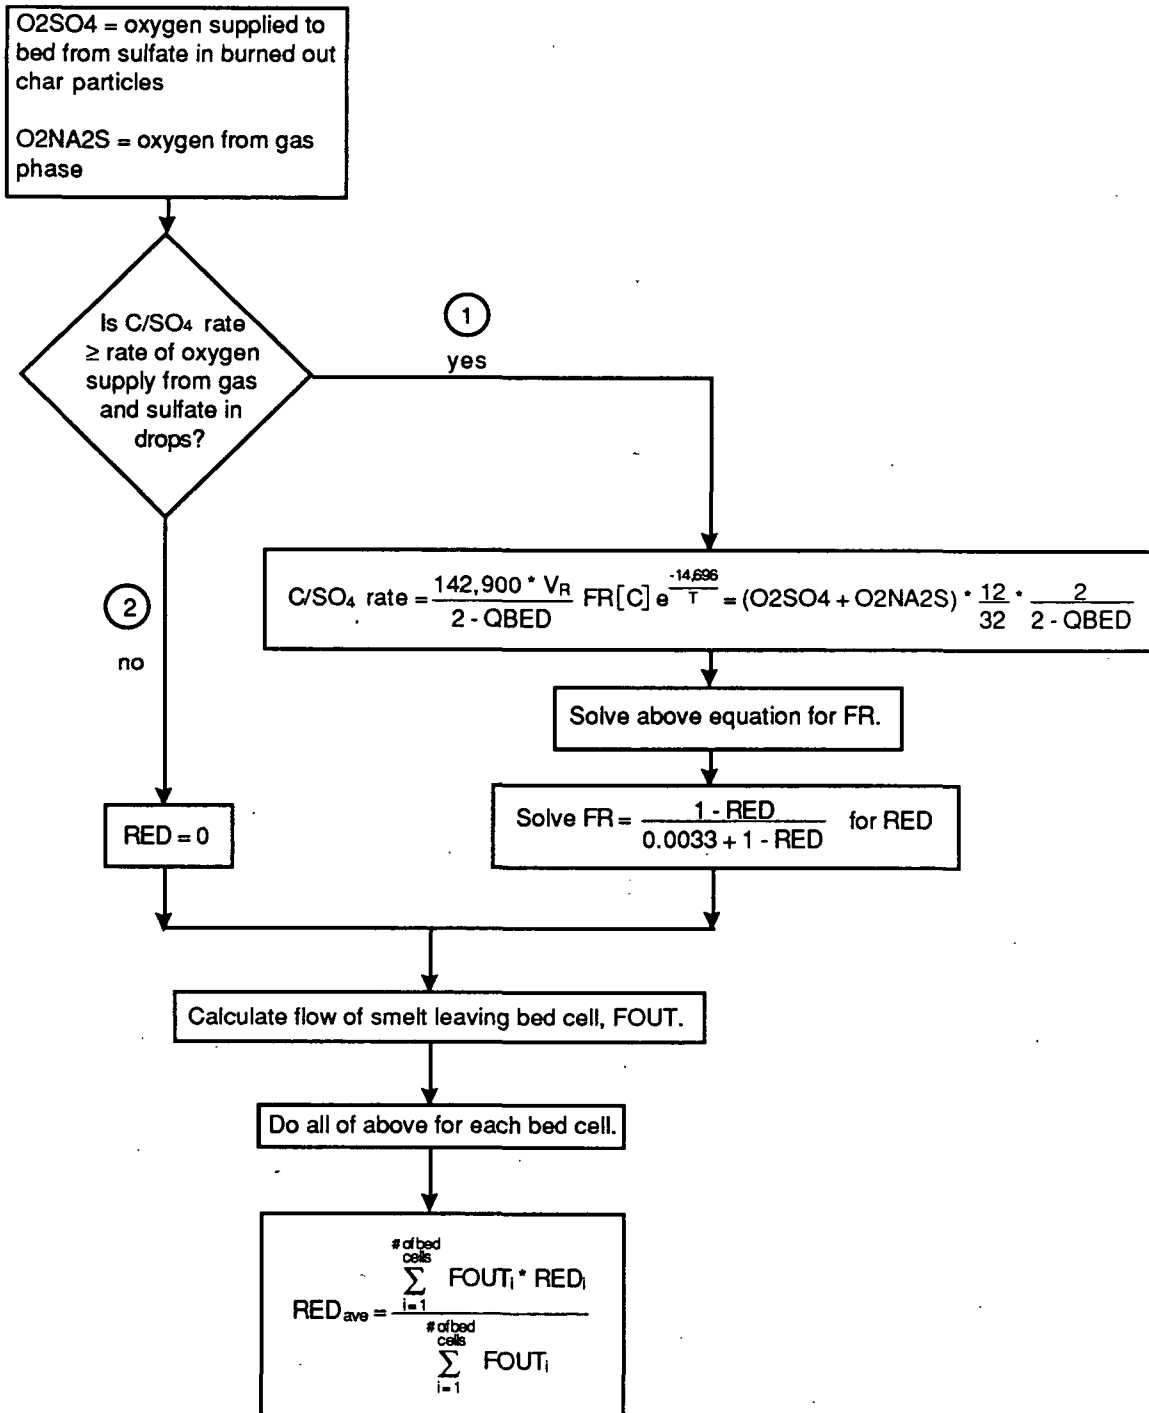 O2SO4 = oxygen supplied to
bed from sulfate in burned out
char particles
O2NA2S = oxygen from gas
phase
Is C/SO4 rate
≥ rate of oxygen
supply from gas
and sulfate in
drops?
1
yes
2
no
C/SO4 rate = 142,900 * VR / 2 - QBED FR[C] e -14,696 / T = (O2SO4 + O2NA2S) * 12 / 32 * 2 / 2 - QBED
Solve above equation for FR.
Solve FR = 1 - RED / 0.0033 + 1 - RED for RED
RED = 0
Calculate flow of smelt leaving bed cell, FOUT.
Do all of above for each bed cell.
# of bed
cells
Σ FOUTi * REDi
i = 1
REDave =
# of bed
cells
Σ FOUTi
i = 1